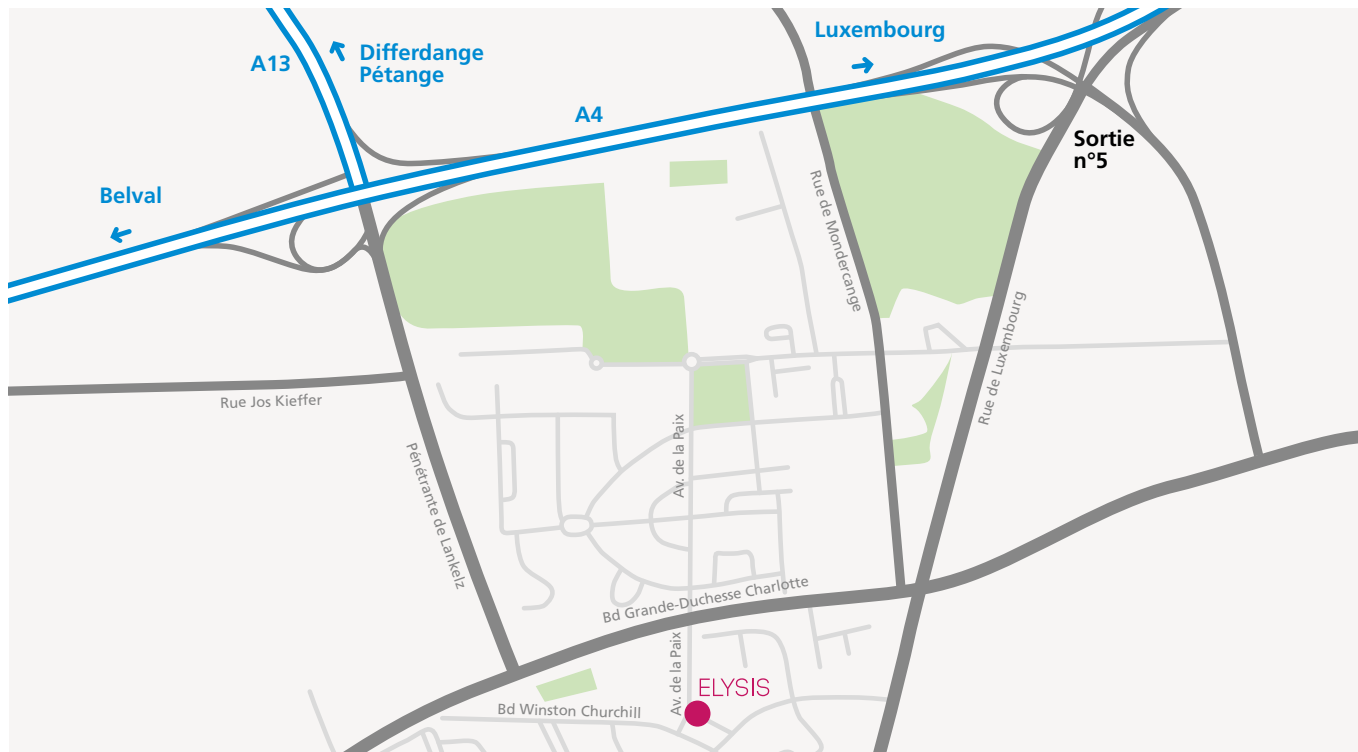 Luxembourg
Differdange
Pétange
A13
A4
Sortie
n°5
Belval
Rue de Mondercange
Rue de Luxembourg
Rue Jos Kieffer
Av. de la Paix
Pénétrante de Lankelz
Bd Grande-Duchesse Charlotte
Av. de la Paix
ELYSIS
Bd Winston Churchill